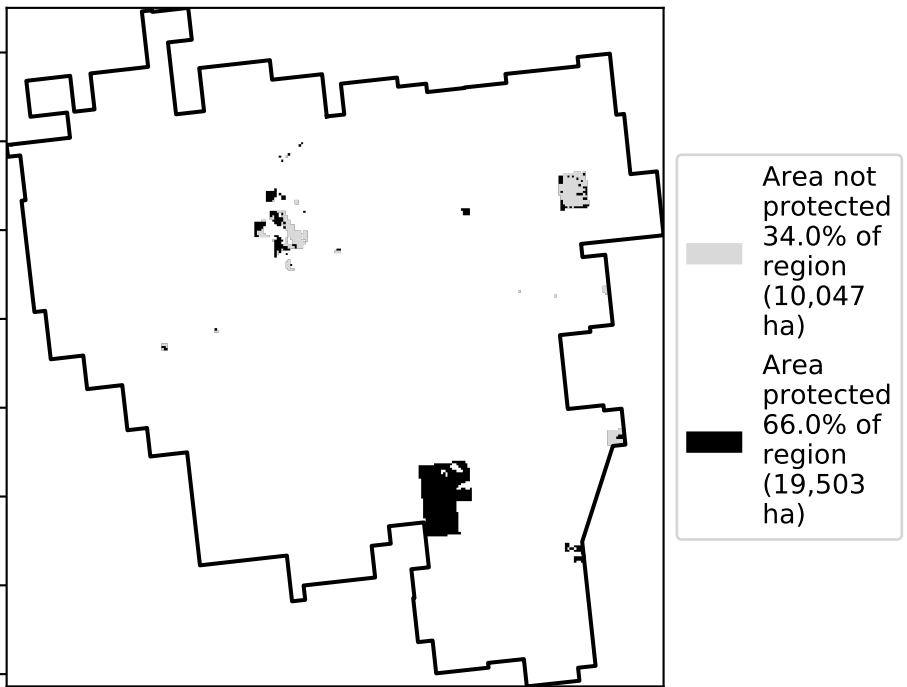 Area not
protected
34.0% of
region
(10,047
ha)
Area
protected
66.0% of
region
(19,503
ha)